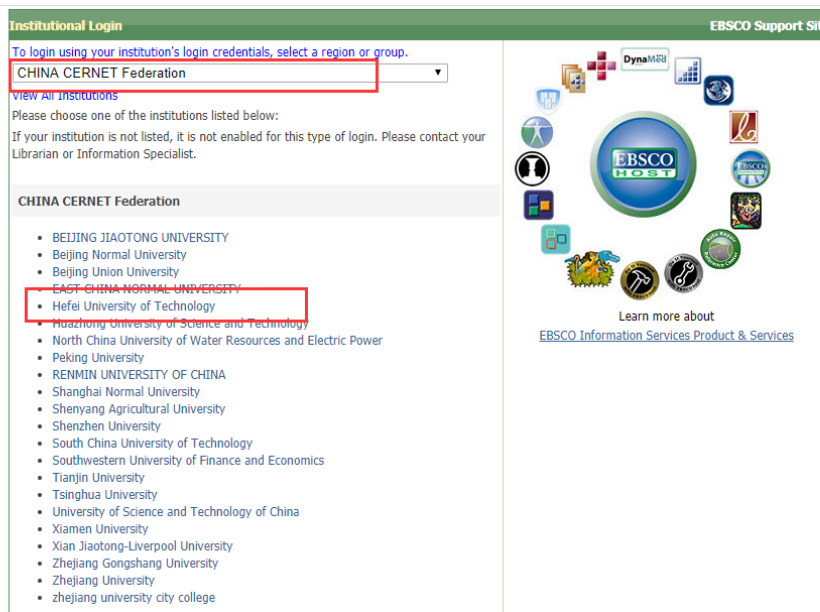 Institutional Login
EBSCO Support Sit
To login using your institution's login credentials, select a region or group.
CHINA CERNET Federation
View All Institutions
Please choose one of the institutions listed below:
If your institution is not listed, it is not enabled for this type of login. Please contact your
Librarian or Information Specialist.
CHINA CERNET Federation
BEIJING JIAOTONG UNIVERSITY
Beijing Normal University
Beijing Union University
EAST CHINA NORMAL UNIVERSITY
Hefei University of Technology
Huazhong University of Science and Technology
North China University of Water Resources and Electric Power
Peking University
RENMIN UNIVERSITY OF CHINA
Shanghai Normal University
Shenyang Agricultural University
Shenzhen University
South China University of Technology
Southwestern University of Finance and Economics
Tianjin University
Tsinghua University
University of Science and Technology of China
Xiamen University
Xian Jiaotong-Liverpool University
Zhejiang Gongshang University
Zhejiang University
zhejiang university city college
DynaMed
EBSCO
HOST
EBSCO
Learn more about
EBSCO Information Services Product & Services